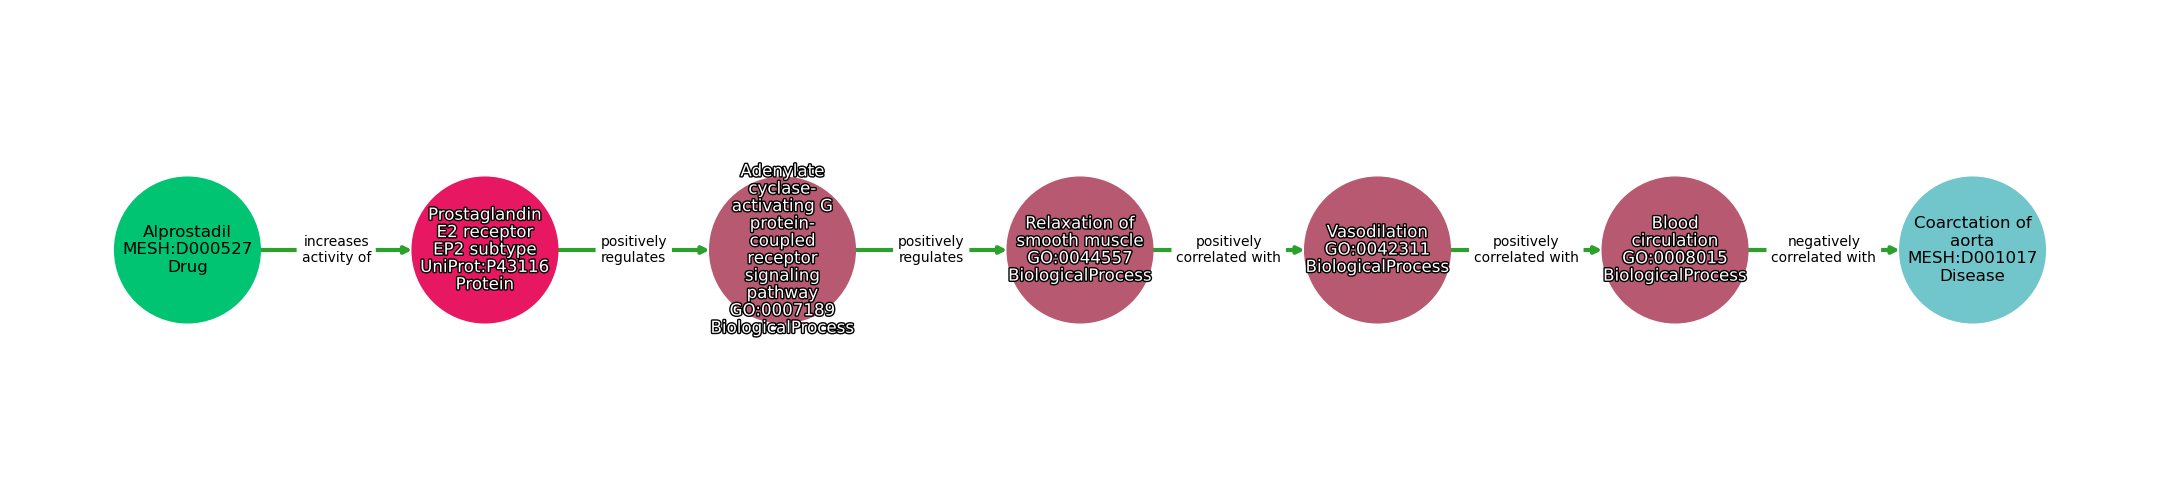 Alprostadil
MESH:D000527
Drug
increases
activity of
Prostaglandin
E2 receptor
EP2 subtype
UniProt:P43116
Protein
positively
regulates
Adenylate
cyclase-
activating G
protein-
coupled
receptor
signaling
pathway
GO:0007189
BiologicalProcess
positively
regulates
Relaxation of
smooth muscle
GO:0044557
BiologicalProcess
positively
correlated with
Vasodilation
GO:0042311
BiologicalProcess
positively
correlated with
Blood
circulation
GO:0008015
BiologicalProcess
negatively
correlated with
Coarctation of
aorta
MESH:D001017
Disease